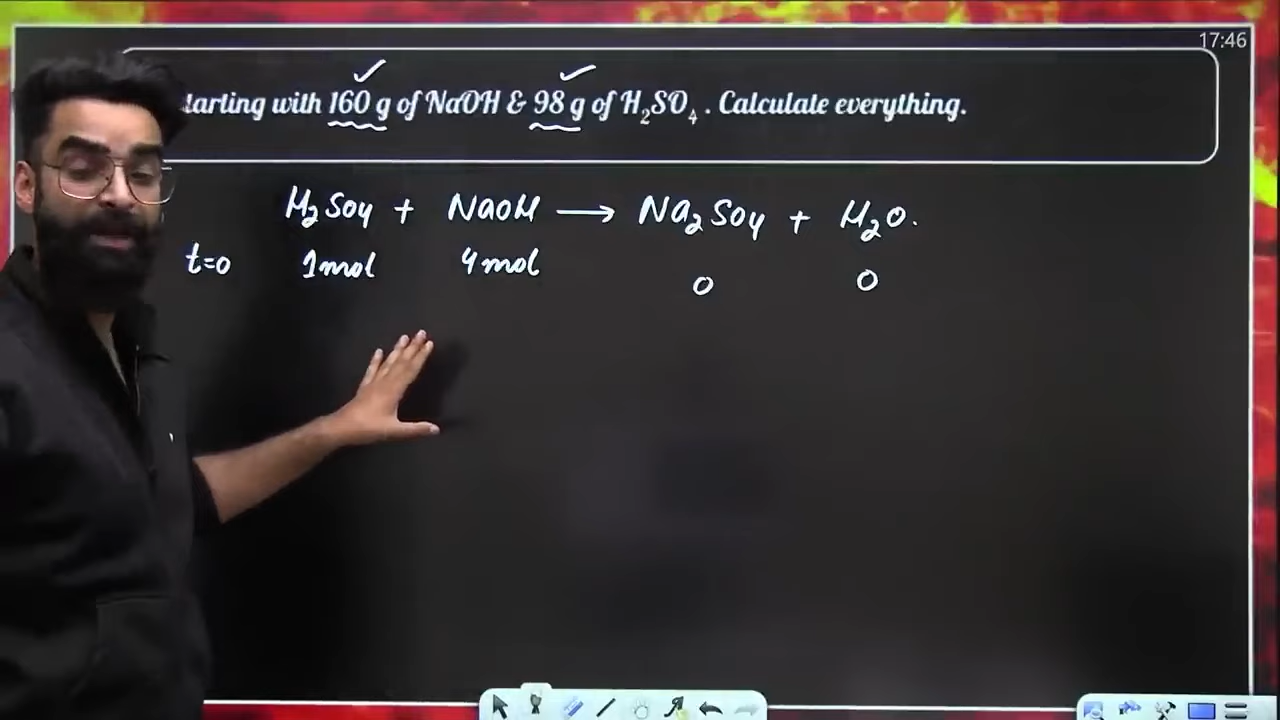 17:46
tarting with 160 g of NaOH & 98 g of H₂SO₄. Calculate everything.
H₂SO₄ + NaOH → Na₂SO₄ + H₂O.
t=0 1mol 4mol 0 0